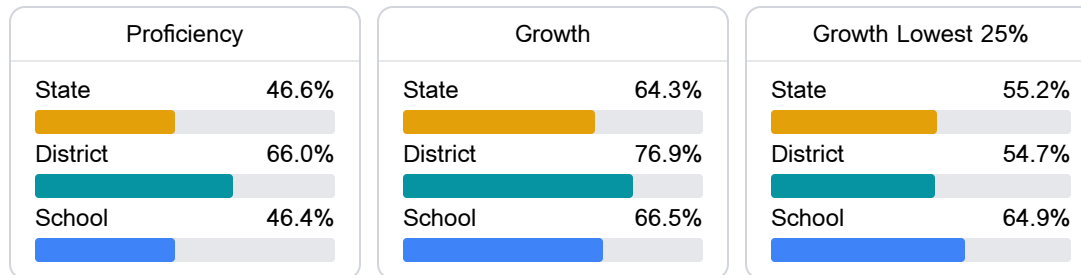 Proficiency
State 46.6%
District 66.0%
School 46.4%
Growth
State 64.3%
District 76.9%
School 66.5%
Growth Lowest 25%
State 55.2%
District 54.7%
School 64.9%